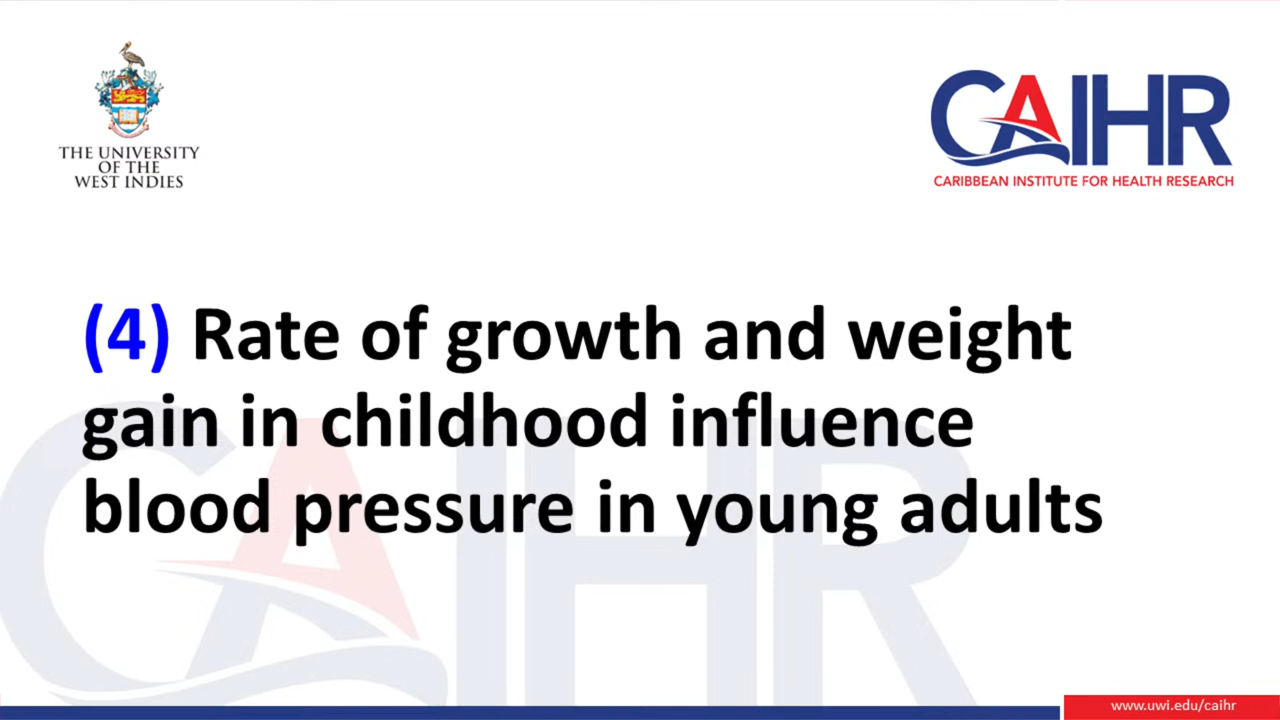 THE UNIVERSITY
OF THE
WEST INDIES
CAIHR
CARIBBEAN INSTITUTE FOR HEALTH RESEARCH
(4) Rate of growth and weight
gain in childhood influence
blood pressure in young adults
CAIHR
www.uwi.edu/caihr